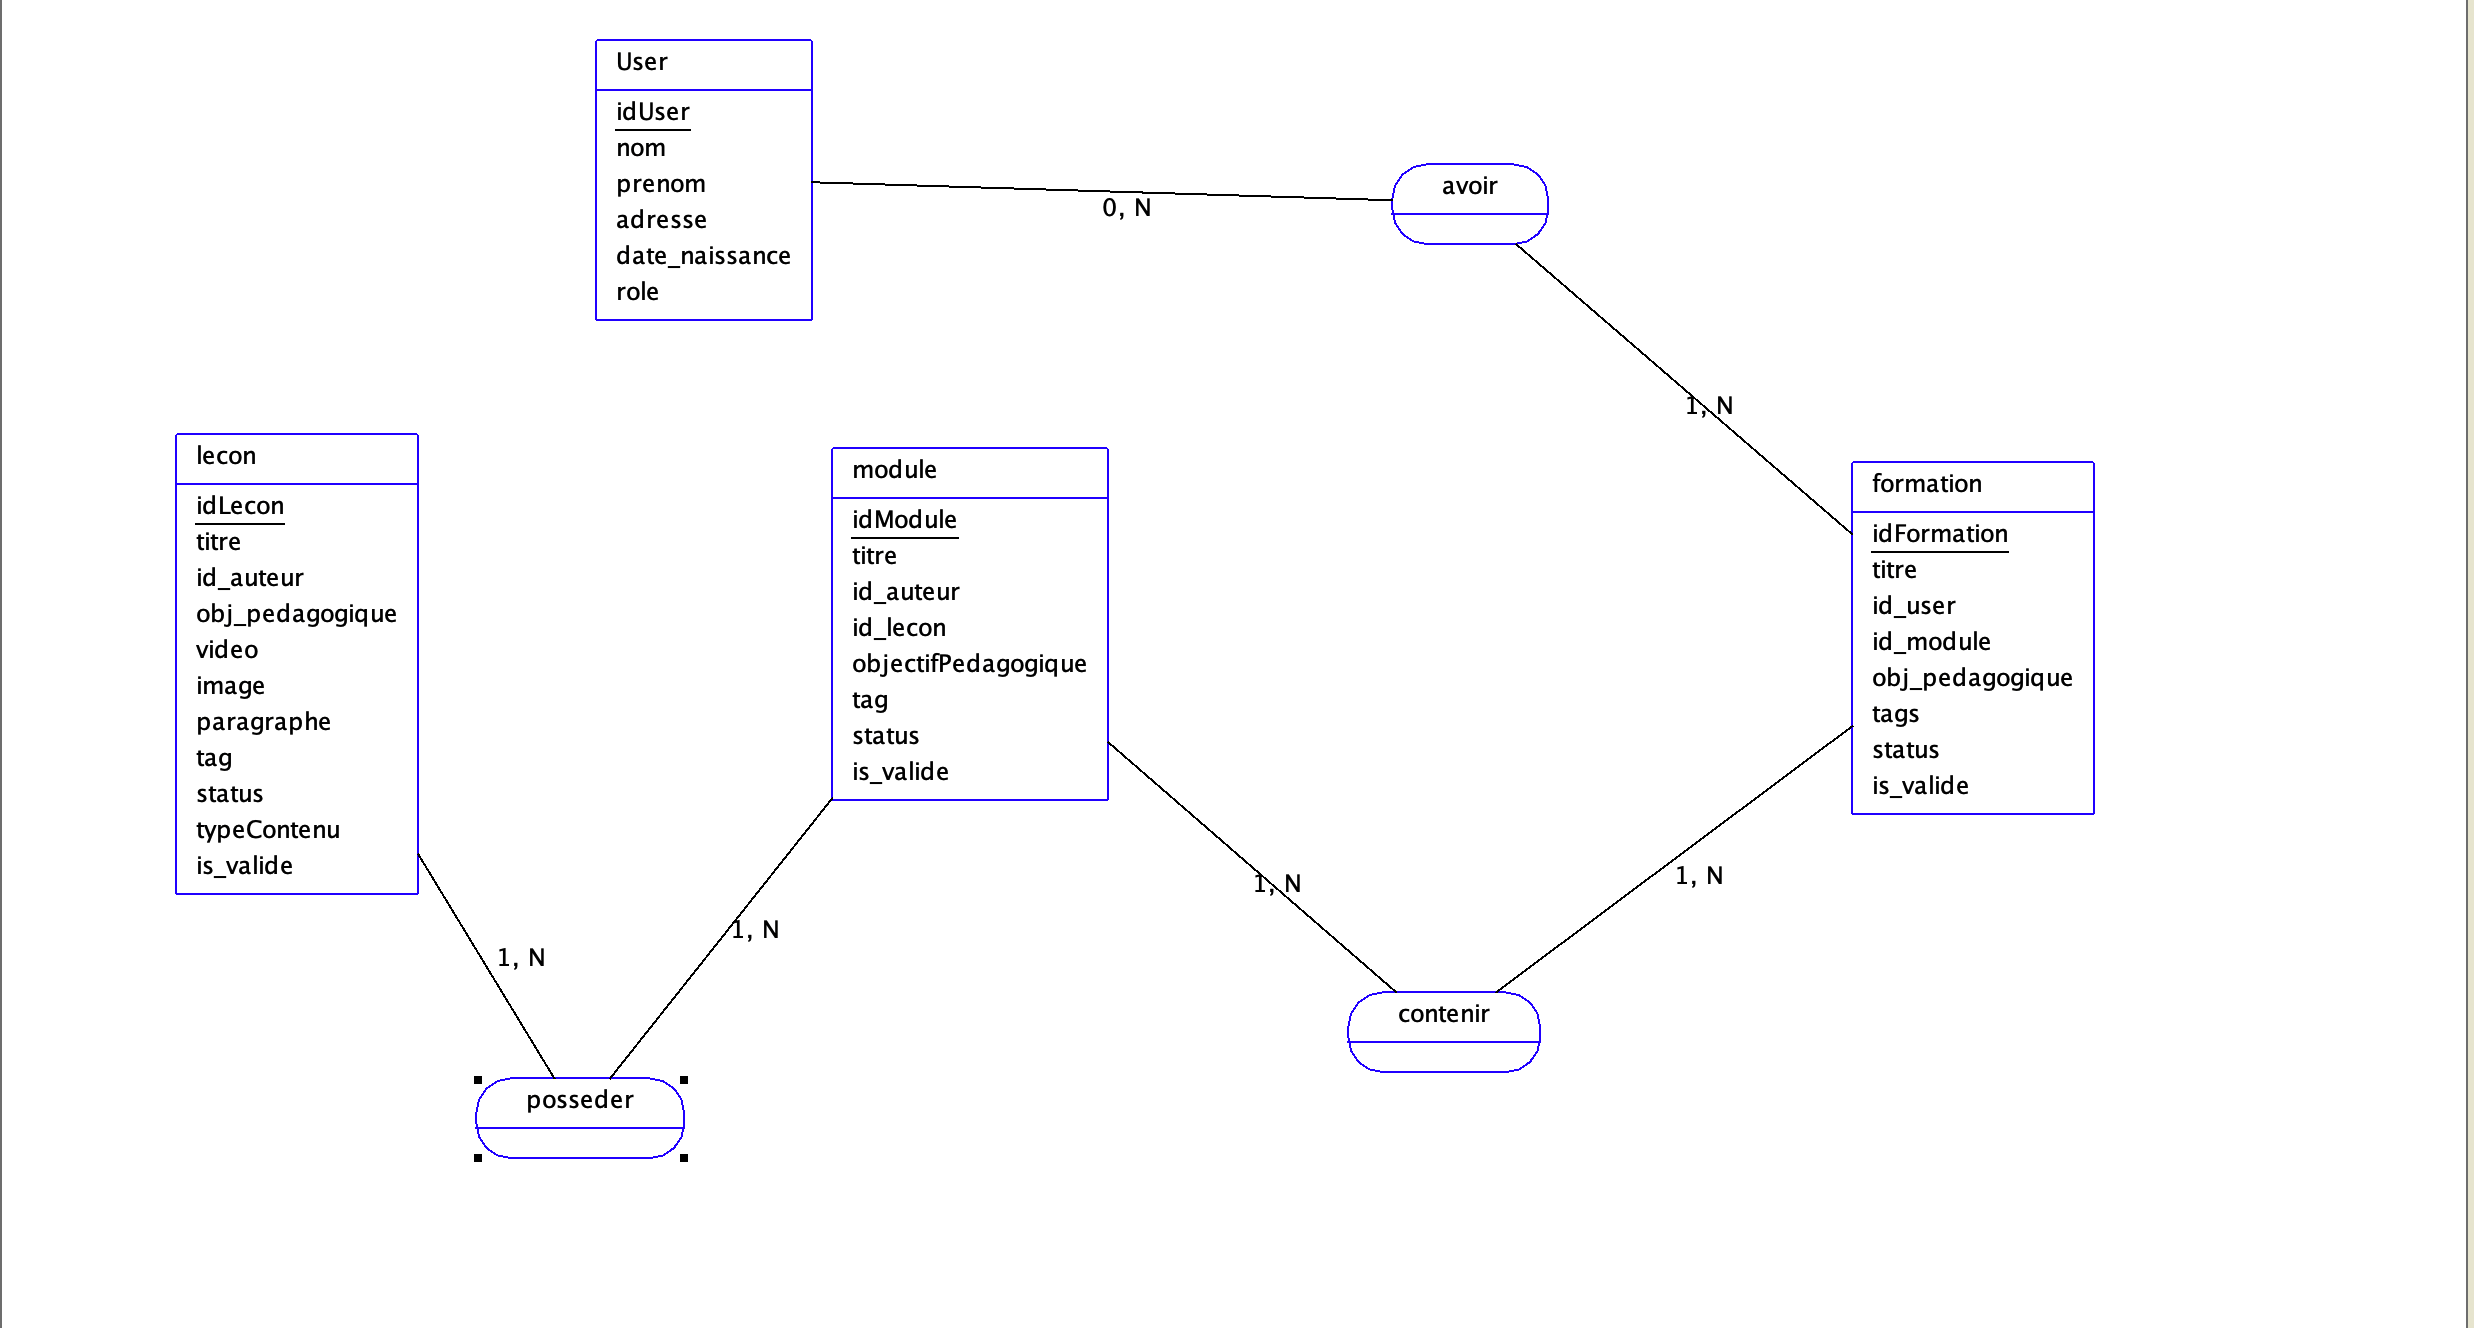 User
idUser
nom
prenom
adresse
date_naissance
role
avoir
0, N
1, N
lecon
idLecon
titre
id_auteur
obj_pedagogique
video
image
paragraphe
tag
status
typeContenu
is_valide
module
idModule
titre
id_auteur
id_lecon
objectifPedagogique
tag
status
is_valide
formation
idFormation
titre
id_user
id_module
obj_pedagogique
tags
status
is_valide
1, N
1, N
1, N
1, N
contenir
posseder